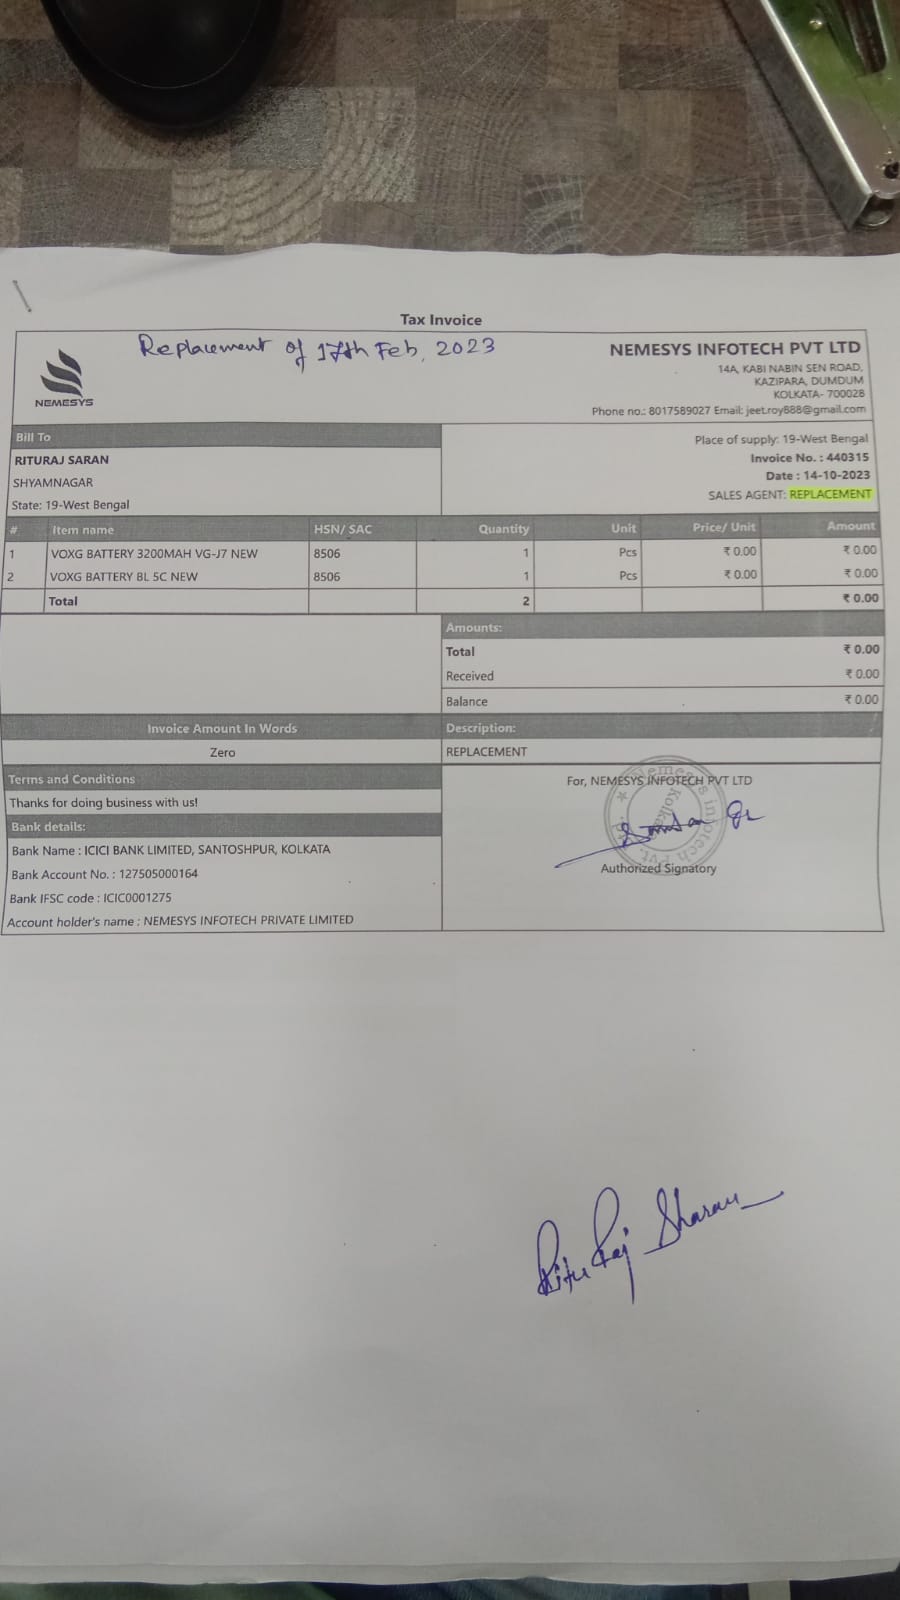 Tax Invoice
Replacement of 17th Feb, 2023
NEMESYS
NEMESYS INFOTECH PVT LTD
14A, KABI NABIN SEN ROAD,
KAZIPARA, DUMDUM
KOLKATA- 700028
Phone no.: 8017589027 Email: jeet.roy888@gmail.com
Bill To
RITURAJ SARAN
SHYAMNAGAR
State: 19-West Bengal
Place of supply: 19-West Bengal
Invoice No. : 440315
Date : 14-10-2023
SALES AGENT: REPLACEMENT
# Item name HSN/ SAC Quantity Unit Price/ Unit Amount
1 VOXG BATTERY 3200MAH VG-J7 NEW 8506 1 Pcs ₹ 0.00 ₹ 0.00
2 VOXG BATTERY BL 5C NEW 8506 1 Pcs ₹ 0.00 ₹ 0.00
Total 2 ₹ 0.00
Amounts:
Total ₹ 0.00
Received ₹ 0.00
Balance ₹ 0.00
Invoice Amount In Words
Zero
Description:
REPLACEMENT
Terms and Conditions
Thanks for doing business with us!
Bank details:
Bank Name : ICICI BANK LIMITED, SANTOSHPUR, KOLKATA
Bank Account No. : 127505000164
Bank IFSC code : ICIC0001275
Account holder's name : NEMESYS INFOTECH PRIVATE LIMITED
For, NEMESYS INFOTECH PVT LTD
Nemesys Infotech Pvt. Ltd.
Kolkata
Authorized Signatory
Ritu Raj Sharan